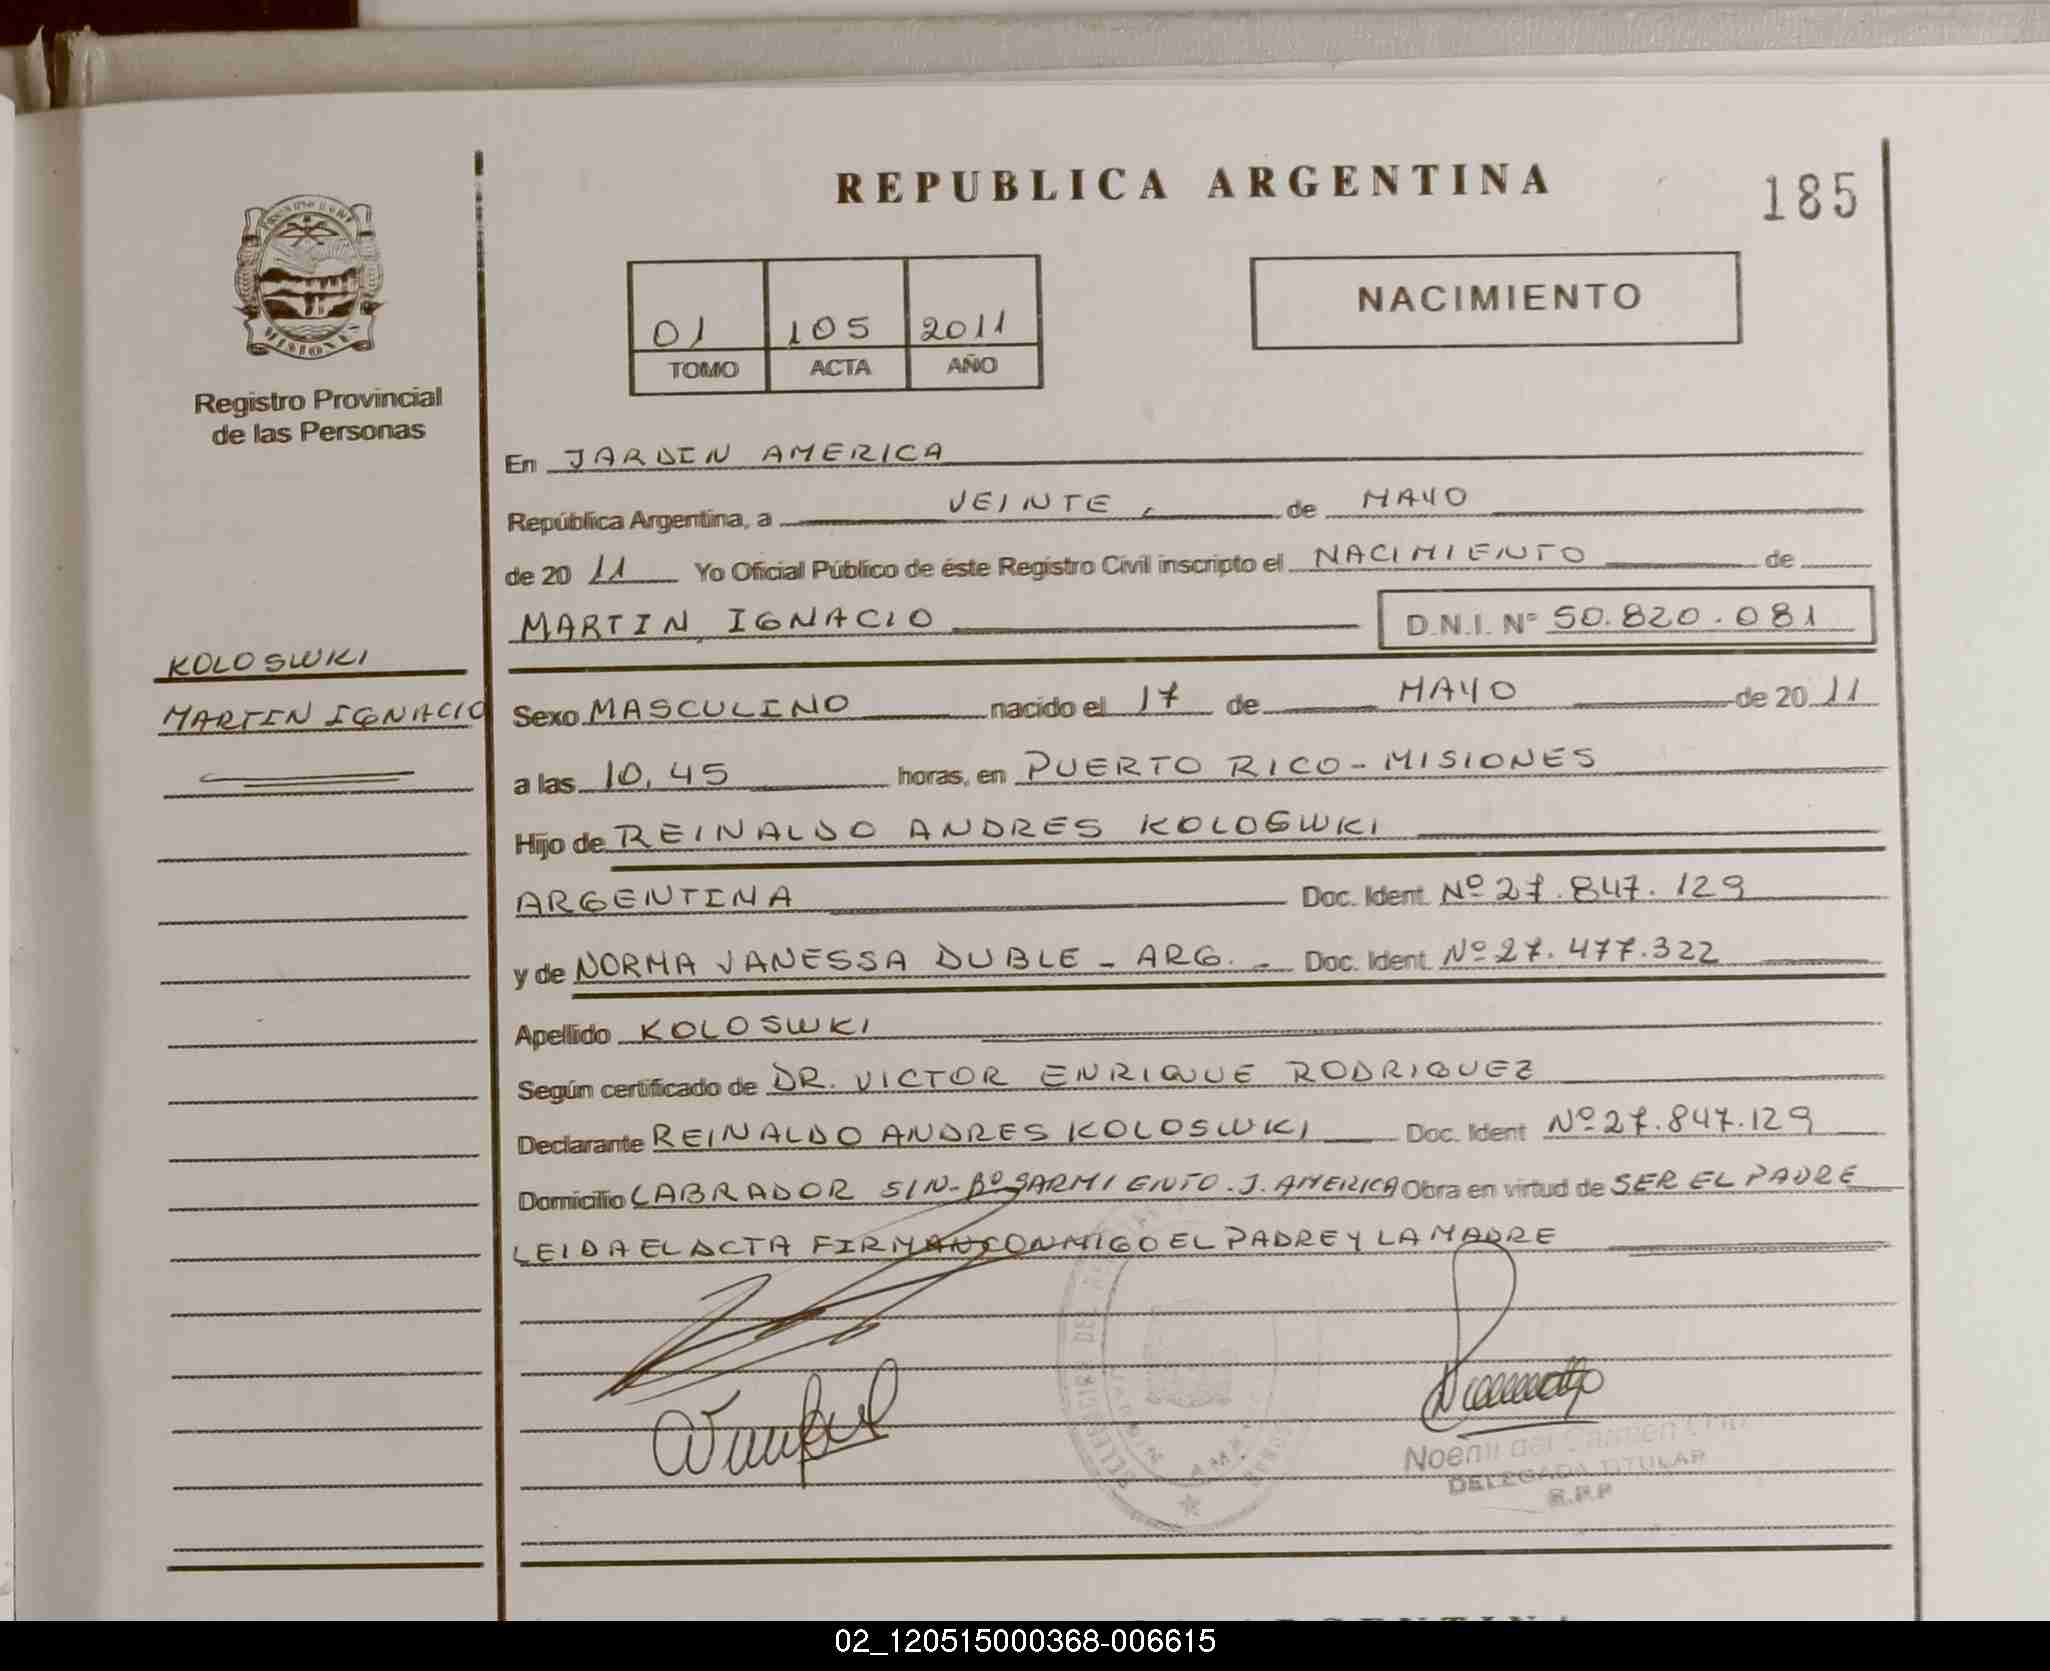 REPUBLICA ARGENTINA
185
MISIONES
Registro Provincial
de las Personas
01 105 2011
TOMO ACTA AÑO
NACIMIENTO
KOLOSWKI
MARTIN IGNACIO
En JARDIN AMERICA
República Argentina, a VEINTE, de MAYO
de 20 11 Yo Oficial Público de éste Registro Civil inscripto el NACIMIENTO de
MARTIN, IGNACIO D.N.I. Nº 50.820.081
Sexo MASCULINO nacido el 17 de MAYO de 20 11
a las 10,45 horas, en PUERTO RICO - MISIONES
Hijo de REINALDO ANDRES KOLOSWKI
ARGENTINA Doc. Ident. Nº 27.847.129
y de NORMA VANESSA DUBLE - ARG. - Doc. Ident. Nº 27.477.322
Apellido KOLOSWKI
Según certificado de DR. VICTOR ENRIQUE RODRIQUEZ
Declarante REINALDO ANDRES KOLOSWKI Doc. Ident Nº 27.847.129
Domicilio LABRADOR S/N-Bº SARMIENTO. J. AMERICA Obra en virtud de SER EL PADRE
LEIDA EL ACTA FIRMAN CONMIGO EL PADRE Y LA MADRE
Noemi del Carmen
DELEGADA TITULAR
R.P.P
02_120515000368-006615